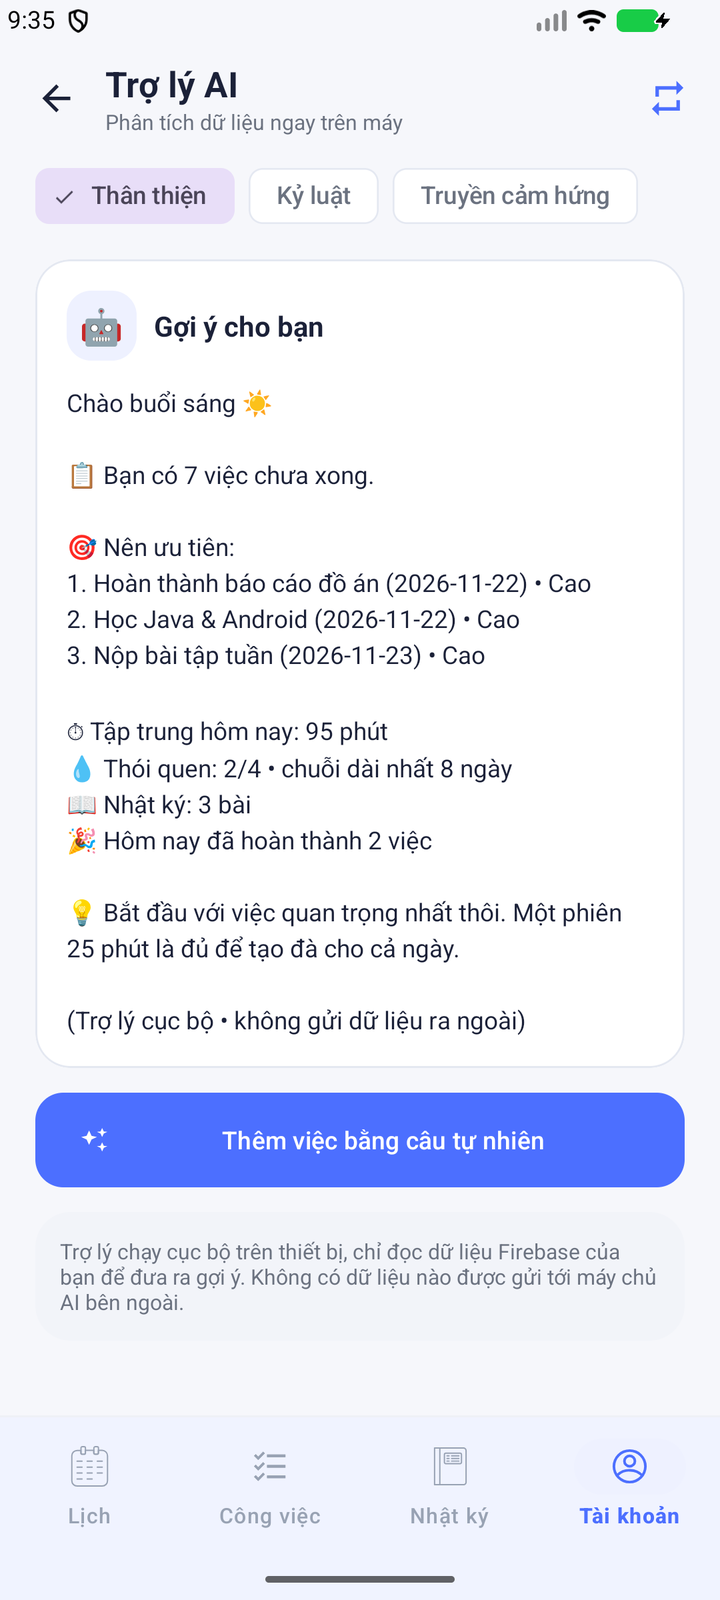 9:35
Trợ lý AI
Phân tích dữ liệu ngay trên máy
Thân thiện
Kỷ luật
Truyền cảm hứng
Gợi ý cho bạn
Chào buổi sáng ☀️
📋 Bạn có 7 việc chưa xong.
🎯 Nên ưu tiên:
1. Hoàn thành báo cáo đồ án (2026-11-22) • Cao
2. Học Java & Android (2026-11-22) • Cao
3. Nộp bài tập tuần (2026-11-23) • Cao
⏱ Tập trung hôm nay: 95 phút
💧 Thói quen: 2/4 • chuỗi dài nhất 8 ngày
📖 Nhật ký: 3 bài
🎉 Hôm nay đã hoàn thành 2 việc
💡 Bắt đầu với việc quan trọng nhất thôi. Một phiên
25 phút là đủ để tạo đà cho cả ngày.
(Trợ lý cục bộ • không gửi dữ liệu ra ngoài)
Thêm việc bằng câu tự nhiên
Trợ lý chạy cục bộ trên thiết bị, chỉ đọc dữ liệu Firebase của
bạn để đưa ra gợi ý. Không có dữ liệu nào được gửi tới máy chủ
AI bên ngoài.
Lịch
Công việc
Nhật ký
Tài khoản